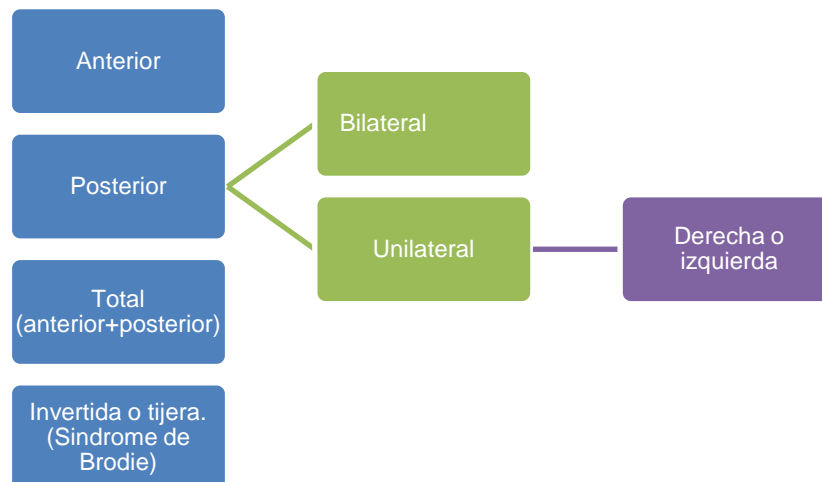 Anterior
Posterior
Total
(anterior+posterior)
Invertida o tijera.
(Sindrome de
Brodie)
Bilateral
Unilateral
Derecha o
izquierda